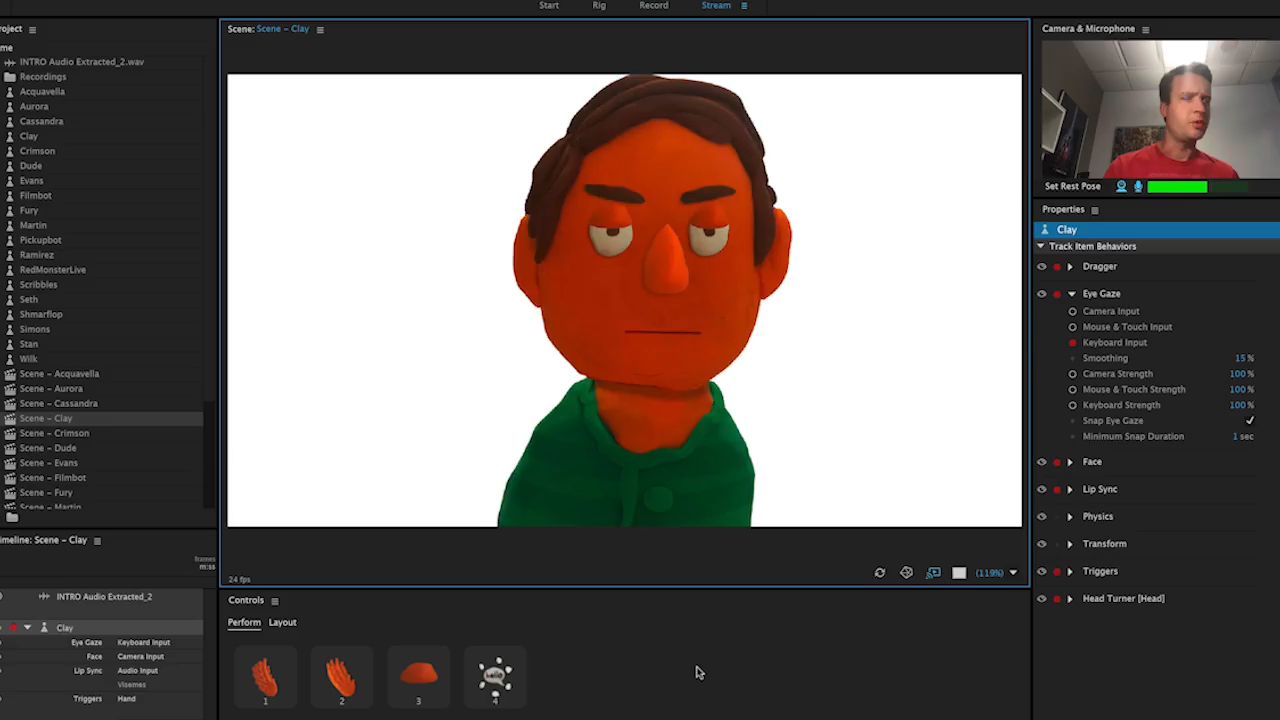 Start Rig Record Stream
roject
Scene: Scene – Clay
Camera & Microphone
me
INTRO Audio Extracted_2.wav
Recordings
Acquavella
Aurora
Cassandra
Clay
Crimson
Dude
Evans
Filmbot
Fury
Martin
Pickupbot
Ramirez
RedMonsterLive
Scribbles
Seth
Shmarflop
Simons
Stan
Wilk
Scene – Acquavella
Scene – Aurora
Scene – Cassandra
Scene – Clay
Scene – Crimson
Scene – Dude
Scene – Evans
Scene – Filmbot
Scene – Fury
Scene – Martin
Set Rest Pose
Properties
Clay
Track Item Behaviors
Dragger
Eye Gaze
Camera Input
Mouse & Touch Input
Keyboard Input
Smoothing 15 %
Camera Strength 100 %
Mouse & Touch Strength 100 %
Keyboard Strength 100 %
Snap Eye Gaze
Minimum Snap Duration 1 sec
Face
Lip Sync
Physics
Transform
Triggers
Head Turner [Head]
24 fps
(119%)
imeline: Scene – Clay
frames
m:ss
INTRO Audio Extracted_2
Clay
Eye Gaze Keyboard Input
Face Camera Input
Lip Sync Audio Input
Visemes
Triggers Hand
Controls
Perform Layout
1 2 3 4